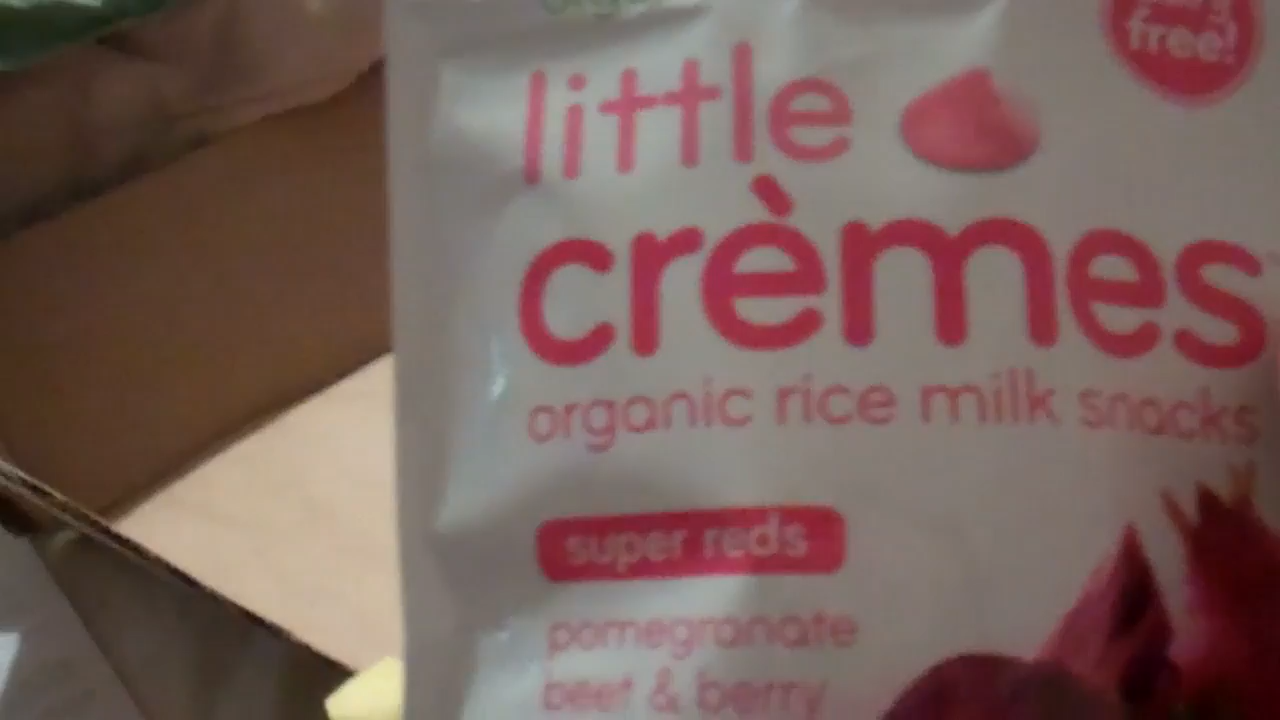 free!
little
crèmes
organic rice milk snacks
super reds
pomegranate
beet & berry